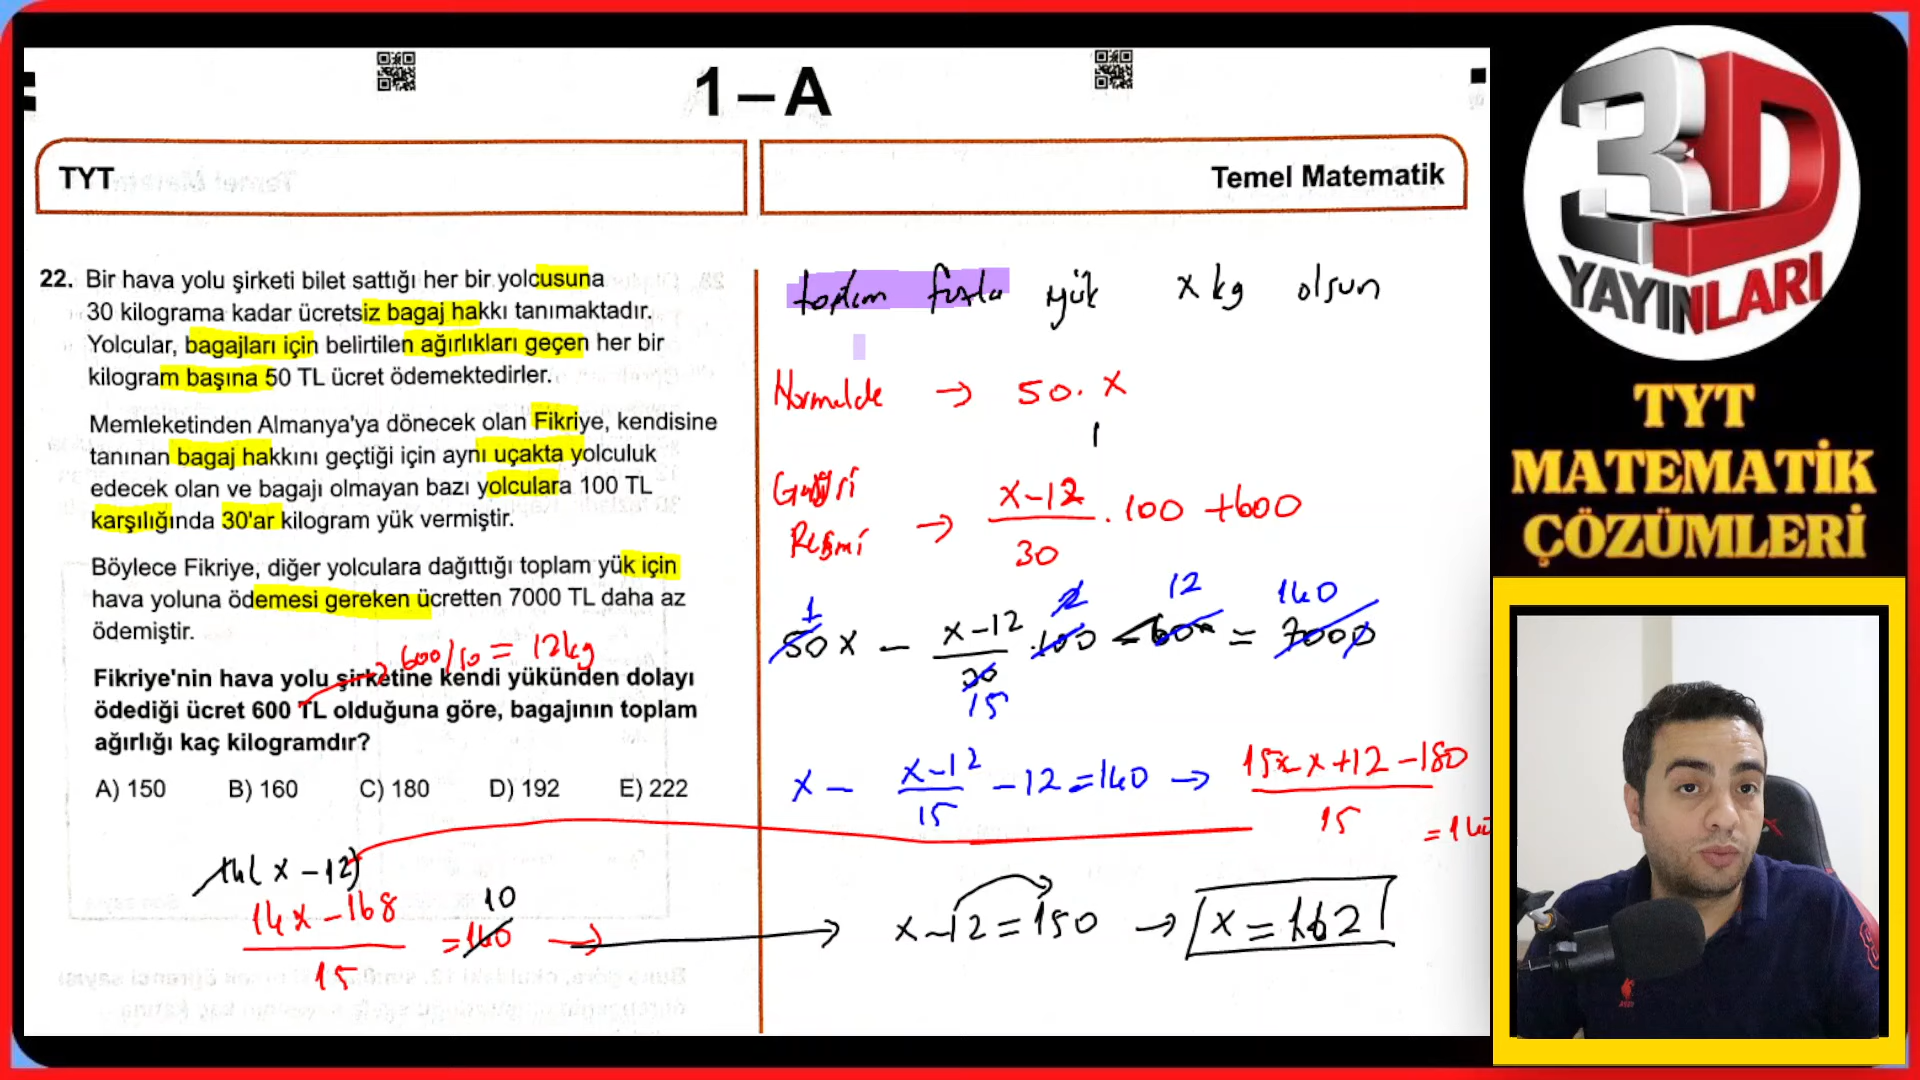 1 – A
TYT
Temel Matematik
22. Bir hava yolu şirketi bilet sattığı her bir yolcusuna
30 kilograma kadar ücretsiz bagaj hakkı tanımaktadır.
Yolcular, bagajları için belirtilen ağırlıkları geçen her bir
kilogram başına 50 TL ücret ödemektedirler.
Memleketinden Almanya'ya dönecek olan Fikriye, kendisine
tanınan bagaj hakkını geçtiği için aynı uçakta yolculuk
edecek olan ve bagajı olmayan bazı yolculara 100 TL
karşılığında 30'ar kilogram yük vermiştir.
Böylece Fikriye, diğer yolculara dağıttığı toplam yük için
hava yoluna ödemesi gereken ücretten 7000 TL daha az
ödemiştir.
600/50 = 12kg
Fikriye'nin hava yolu şirketine kendi yükünden dolayı
ödediği ücret 600 TL olduğuna göre, bagajının toplam
ağırlığı kaç kilogramdır?
A) 150 B) 160 C) 180 D) 192 E) 222
14(x-12)
14x-168
15
=140
10
toplam fazla yük x kg olsun
Normalde → 50.x
Resmi → x-12
30
.100 +600
1 2 12 140
50x - x-12
30
.100 - 600 = 7000
15
x - x-12
15
-12=140 → 15x-x+12-180
15
x-12=150 → x=162
3D
YAYINLARI
TYT
MATEMATİK
ÇÖZÜMLERİ